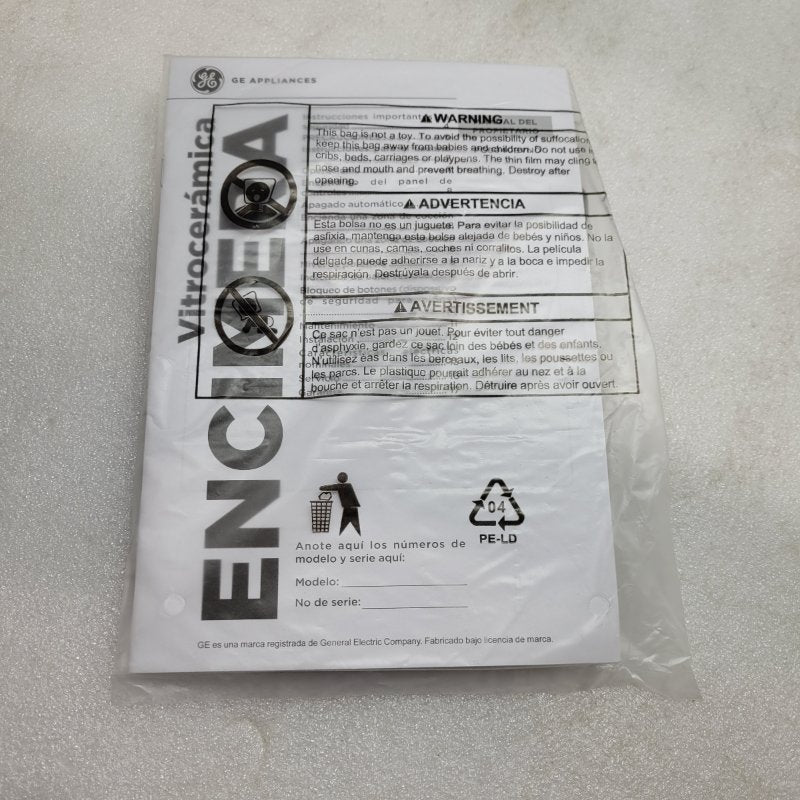 GE APPLIANCES
Vitrocerámica
ENCIMERA
Instrucciones
Apagado automático
Bloqueo de botones
de seguridad
Mantenimiento
Instalación
nominales
WARNING
This bag is not a toy. To avoid the possibility of suffocation
keep this bag away from babies and children. Do not use
cribs, beds, carriages or playpens. The thin film may cling
nose and mouth and prevent breathing. Destroy after
opening.
ADVERTENCIA
Esta bolsa no es un juguete. Para evitar la posibilidad de
asfixia, mantenga esta bolsa alejada de bebés y niños. No la
use en cunas, camas, coches ni corralitos. La película
delgada puede adherirse a la nariz y a la boca e impedir la
respiración. Destrúyala después de abrir.
AVERTISSEMENT
Ce sac n'est pas un jouet. Pour éviter tout danger
d'asphyxie, gardez ce sac loin des bébés et des enfants.
N'utilisez éas dans les berceaux, les lits, les poussettes ou
les parcs. Le plastique pourrait adhérer au nez et à la
bouche et arrêter la respiration. Détruire après avoir ouvert.
04
PE-LD
Anote aquí los números de
modelo y serie aquí:
Modelo:
No de serie:
GE es una marca registrada de General Electric Company. Fabricado bajo licencia de marca.